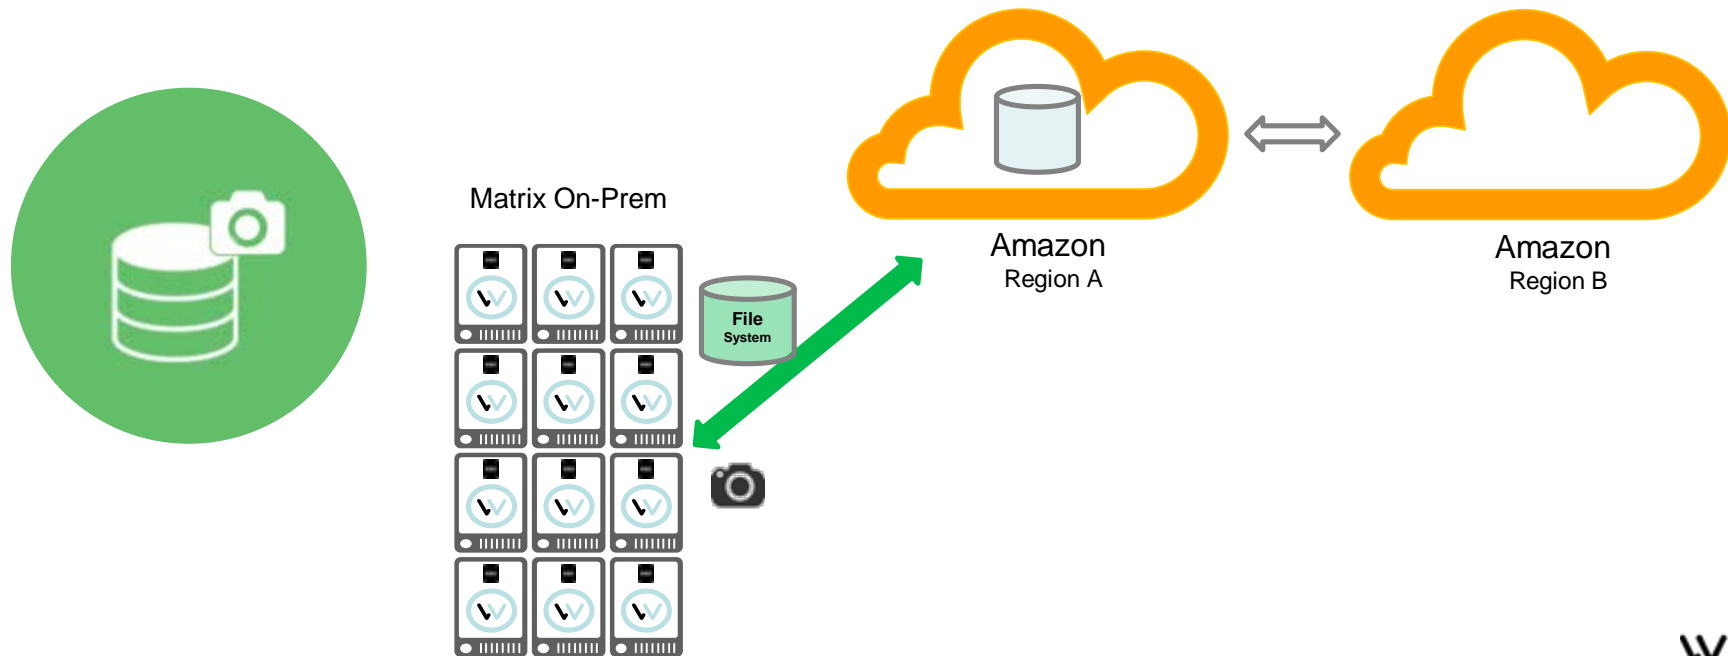 Matrix On-Prem
File
System
Amazon
Region A
Amazon
Region B